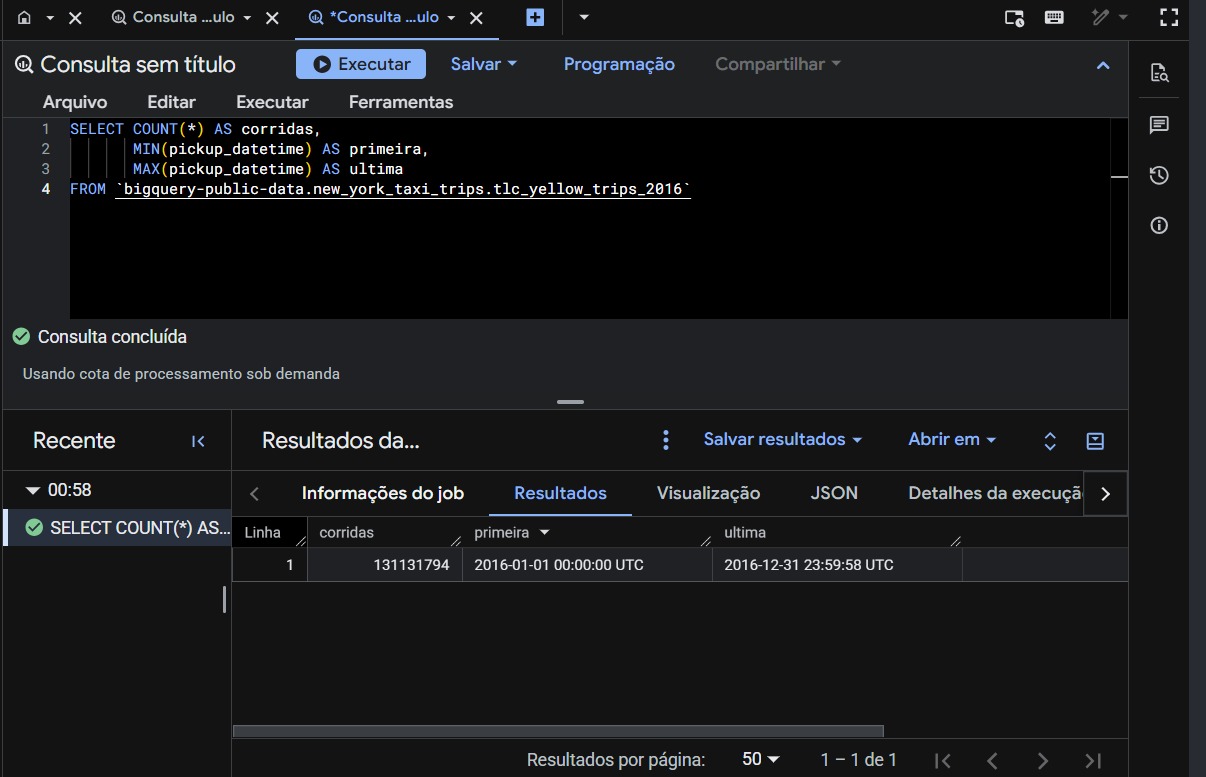 Consulta ...ulo
*Consulta ...ulo
Consulta sem título
Executar
Salvar
Programação
Compartilhar
Arquivo
Editar
Executar
Ferramentas
1 SELECT COUNT(*) AS corridas,
2 MIN(pickup_datetime) AS primeira,
3 MAX(pickup_datetime) AS ultima
4 FROM `bigquery-public-data.new_york_taxi_trips.tlc_yellow_trips_2016`
Consulta concluída
Usando cota de processamento sob demanda
Recente
00:58
SELECT COUNT(*) AS...
Resultados da...
Salvar resultados
Abrir em
Informações do job
Resultados
Visualização
JSON
Detalhes da execuçã
Linha corridas primeira ultima
1 131131794 2016-01-01 00:00:00 UTC 2016-12-31 23:59:58 UTC
Resultados por página: 50 1 – 1 de 1